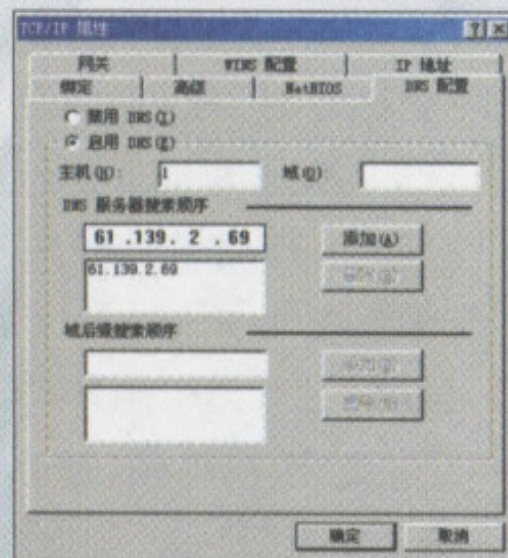 TCP/IP 属性
网关 WINS 配置 IP 地址
绑定 高级 NetBIOS DNS 配置
禁用 DNS(I)
启用 DNS(E)
主机(H): 1 域(O):
DNS 服务器搜索顺序
61 .139. 2 .69 添加(A)
61.139.2.69
域后缀搜索顺序
确定 取消